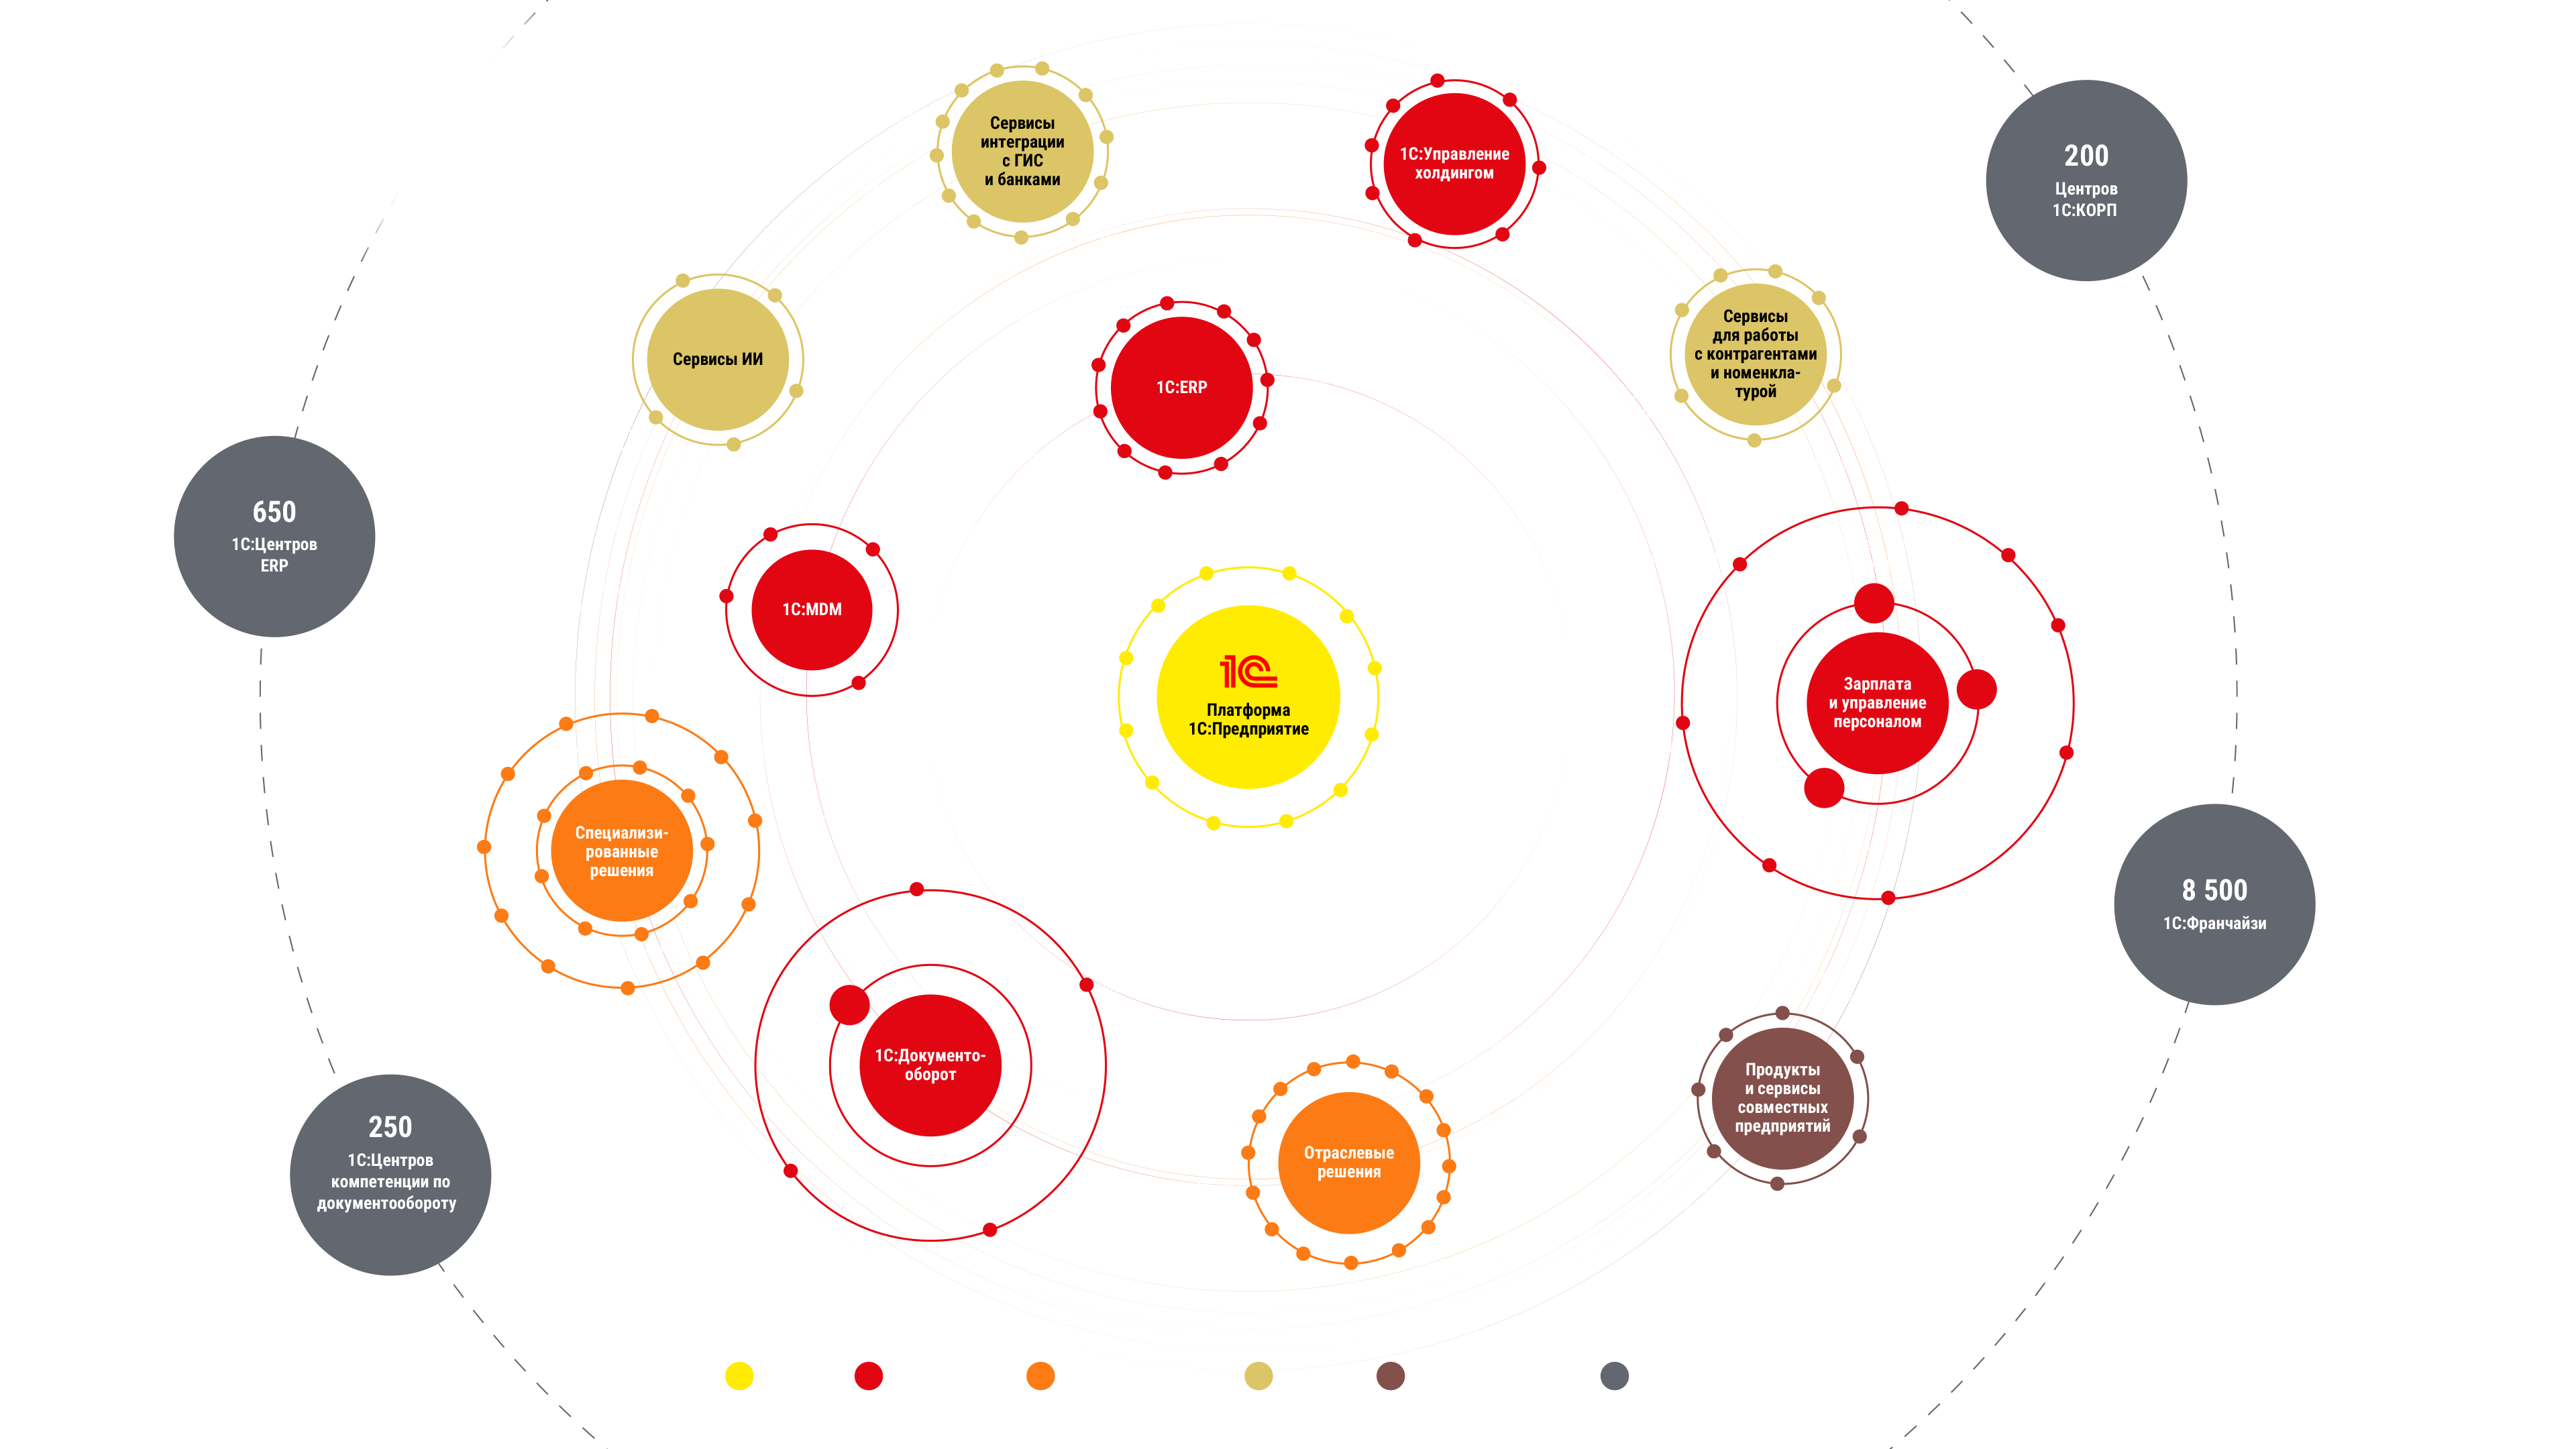 Сервисы
интеграции
с ГИС
и банками
1С:Управление
холдингом
200
Центров
1С:КОРП
Сервисы ИИ
1С:ERP
Сервисы
для работы
с контрагентами
и номенкла-
турой
650
1С:Центров
ERP
1С:MDM
1С
Платформа
1С:Предприятие
Зарплата
и управление
персоналом
Специализи-
рованные
решения
8 500
1С:Франчайзи
1С:Документо-
оборот
Отраслевые
решения
Продукты
и сервисы
совместных
предприятий
250
1С:Центров
компетенции по
документообороту